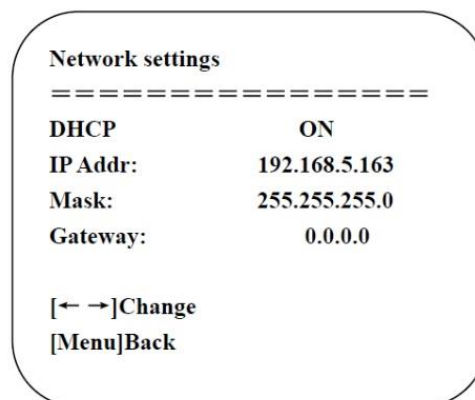 Network settings
================
DHCP ON
IP Addr: 192.168.5.163
Mask: 255.255.255.0
Gateway: 0.0.0.0
[← →]Change
[Menu]Back